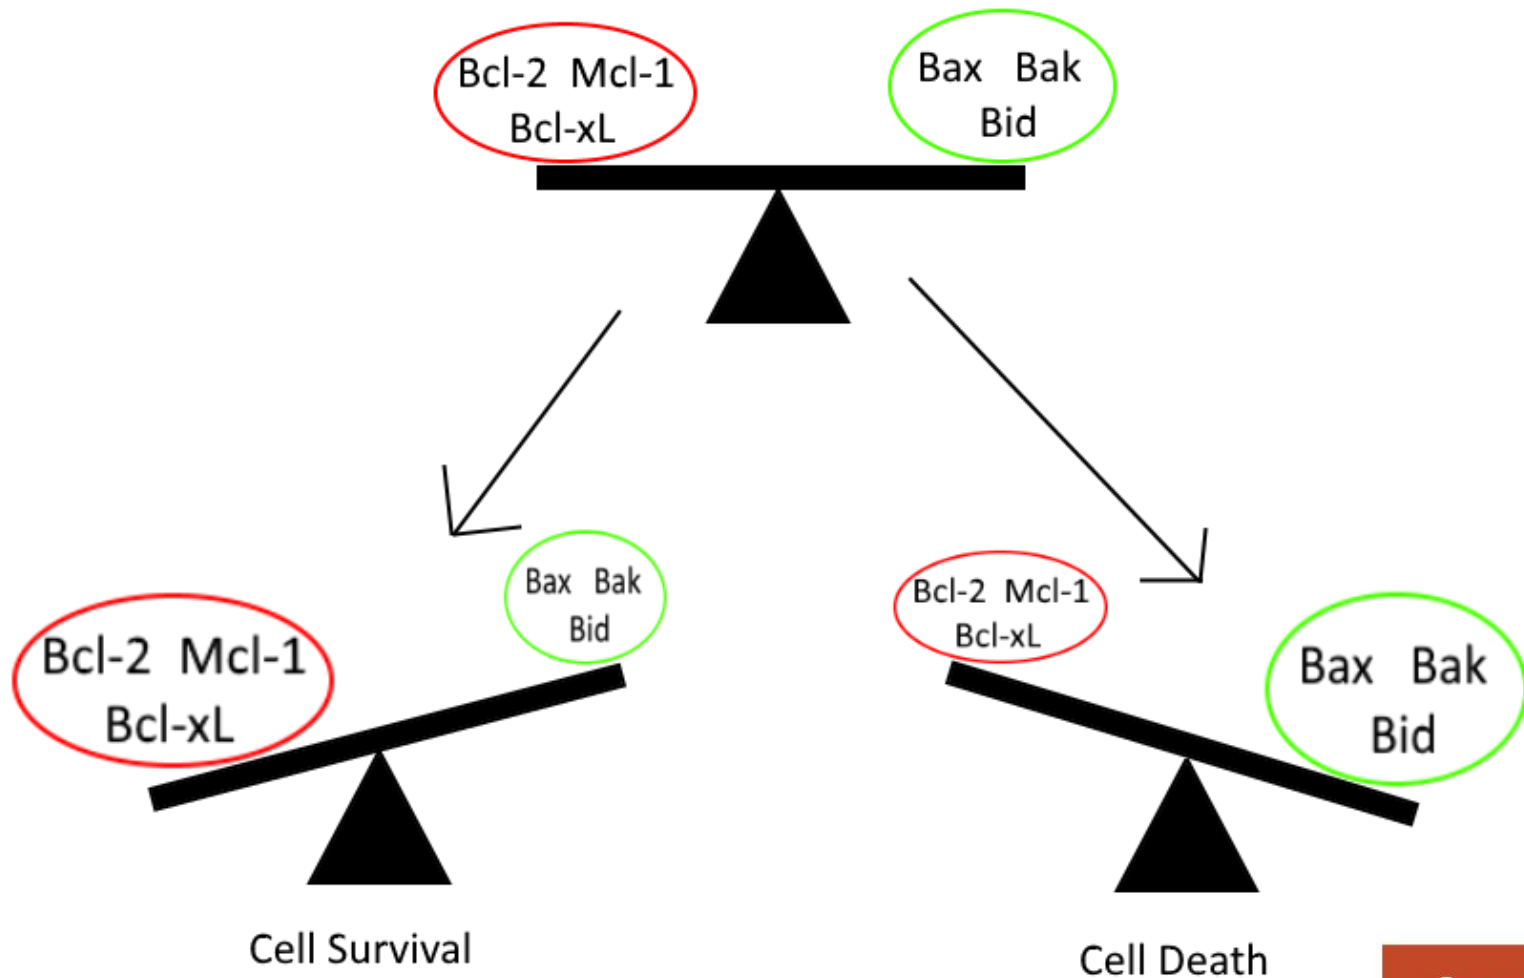 Bcl-2 Mcl-1
Bcl-xL
Bax Bak
Bid
Bcl-2 Mcl-1
Bcl-xL
Bax Bak
Bid
Bcl-2 Mcl-1
Bcl-xL
Bax Bak
Bid
Cell Survival
Cell Death